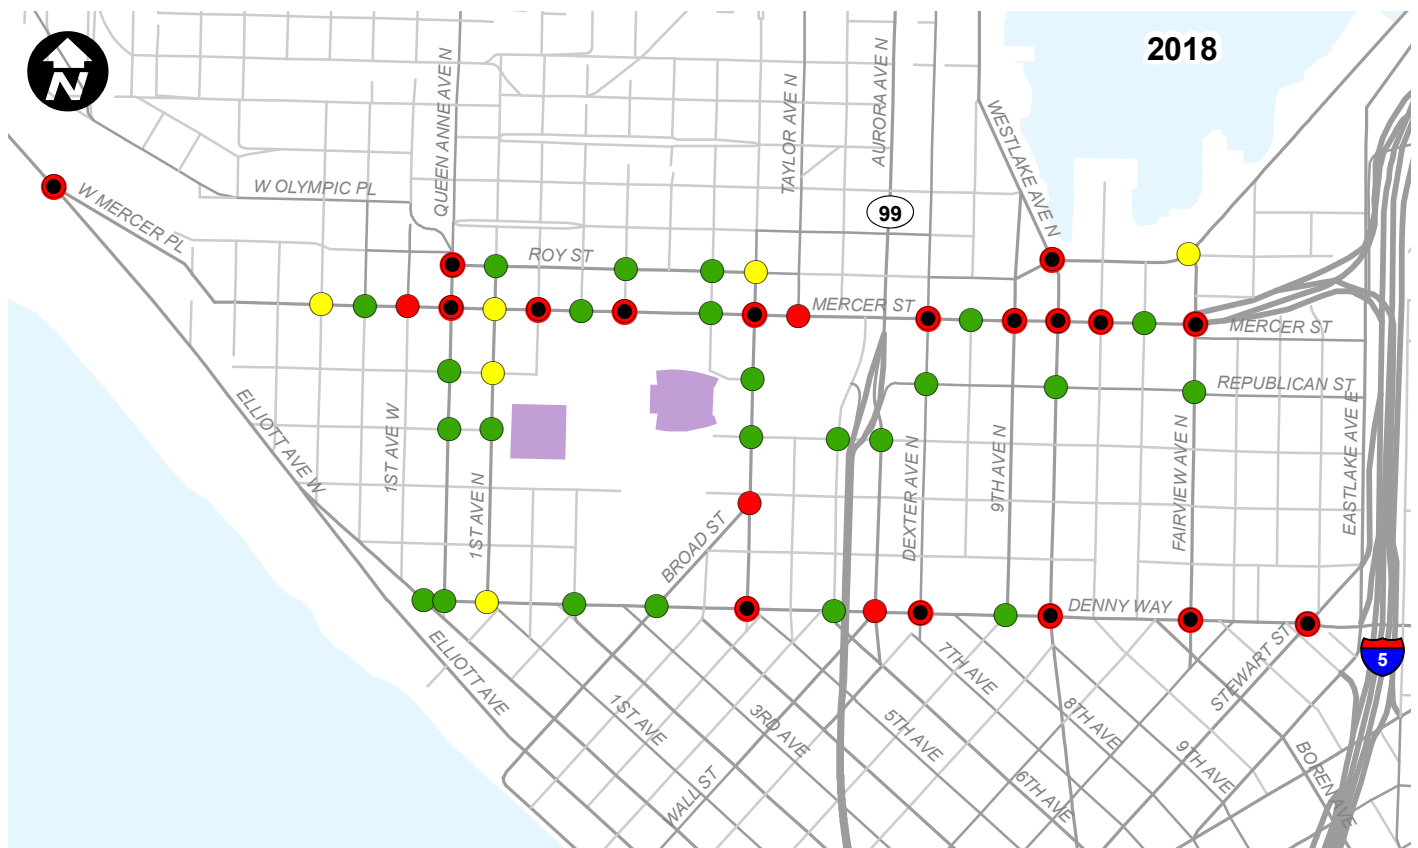 2018
N
QUEEN ANNE AVE N
TAYLOR AVE N
AURORA AVE N
WESTLAKE AVE N
W OLYMPIC PL
W MERCER PL
99
ROY ST
MERCER ST
MERCER ST
REPUBLICAN ST
ELLIOTT AVE W
1ST AVE W
1ST AVE N
BROAD ST
DEXTER AVE N
9TH AVE N
FAIRVIEW AVE N
EASTLAKE AVE E
DENNY WAY
ELLIOTT AVE
1ST AVE
3RD AVE
WALL ST
5TH AVE
7TH AVE
6TH AVE
8TH AVE
9TH AVE
STEWART ST
BOREN AVE
5